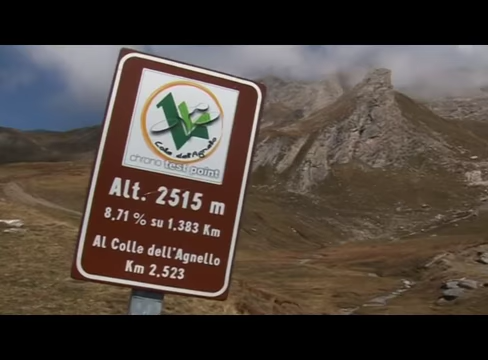 Colle dell'Agnello
chrono test point
Alt. 2515 m
8,71 % su 1,383 Km
Al Colle dell'Agnello
Km 2,523